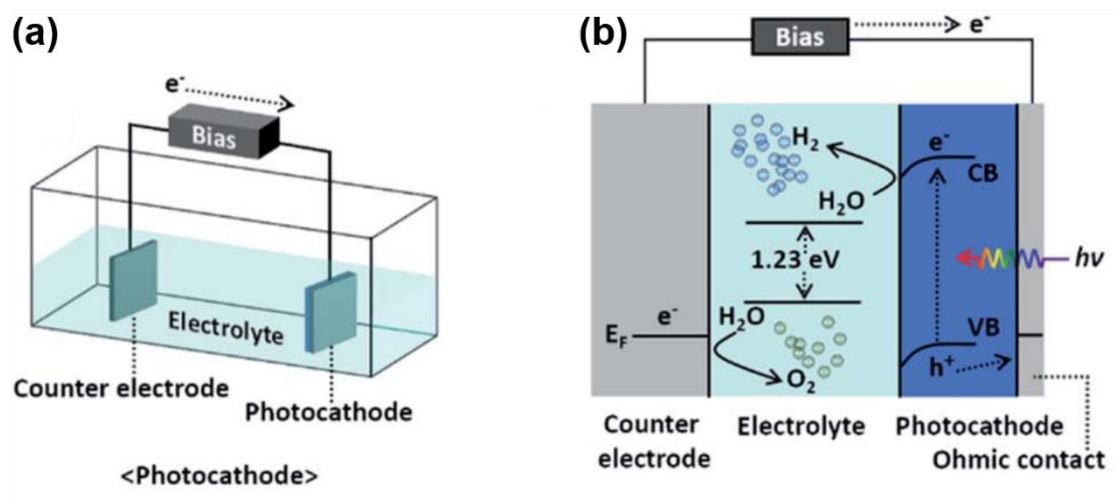 (a)
e⁻
Bias
Electrolyte
Counter electrode
Photocathode
<Photocathode>
(b)
Bias
e⁻
H₂
e⁻
CB
H₂O
1.23 eV
hν
E_F
e⁻
H₂O
VB
h⁺
O₂
Counter
electrode
Electrolyte
Photocathode
Ohmic contact